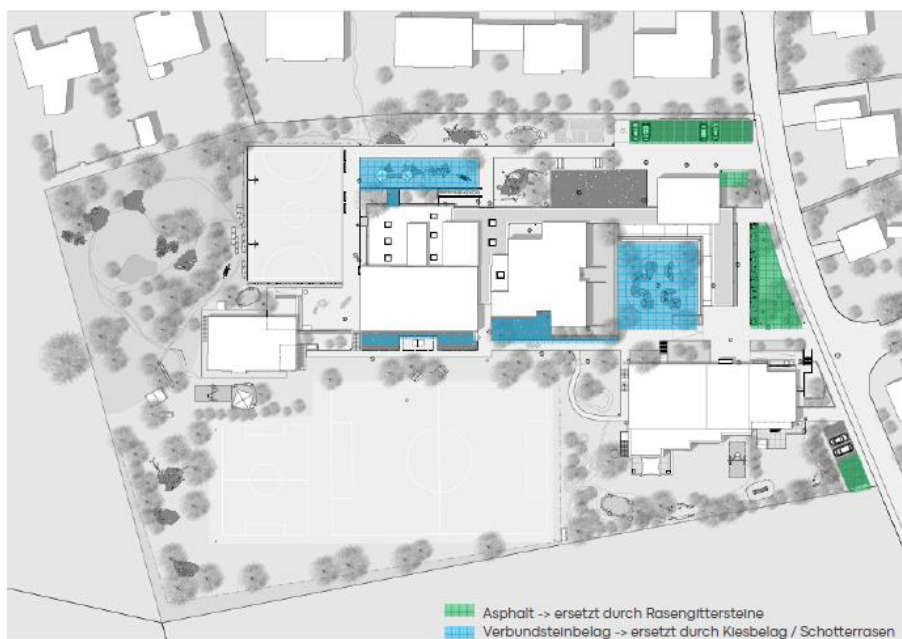 Asphalt -> ersetzt durch Rasengittersteine
Verbundsteinbelag -> ersetzt durch Kiesbelag / Schotterrasen